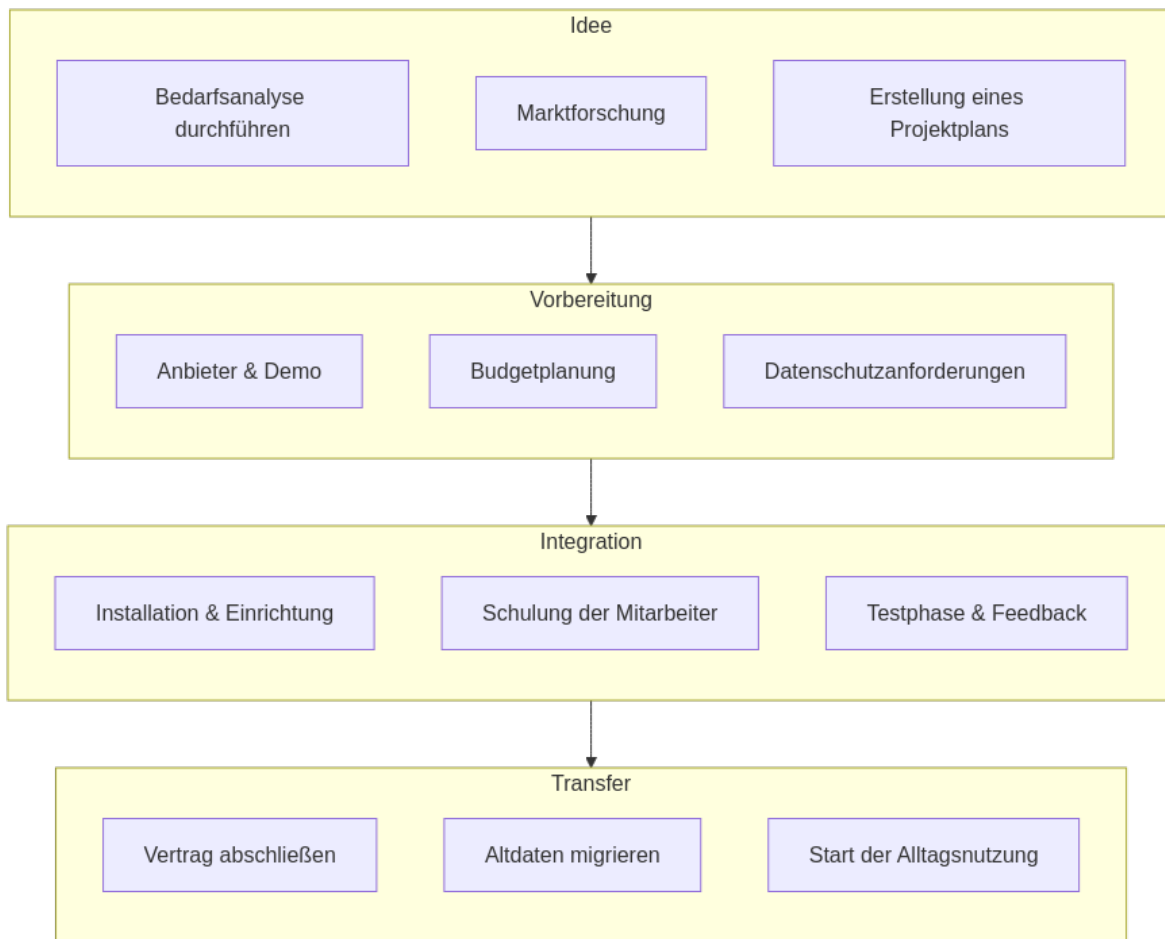 Idee
Bedarfsanalyse
durchführen
Marktforschung
Erstellung eines
Projektplans
Vorbereitung
Anbieter & Demo
Budgetplanung
Datenschutzanforderungen
Integration
Installation & Einrichtung
Schulung der Mitarbeiter
Testphase & Feedback
Transfer
Vertrag abschließen
Altdaten migrieren
Start der Alltagsnutzung